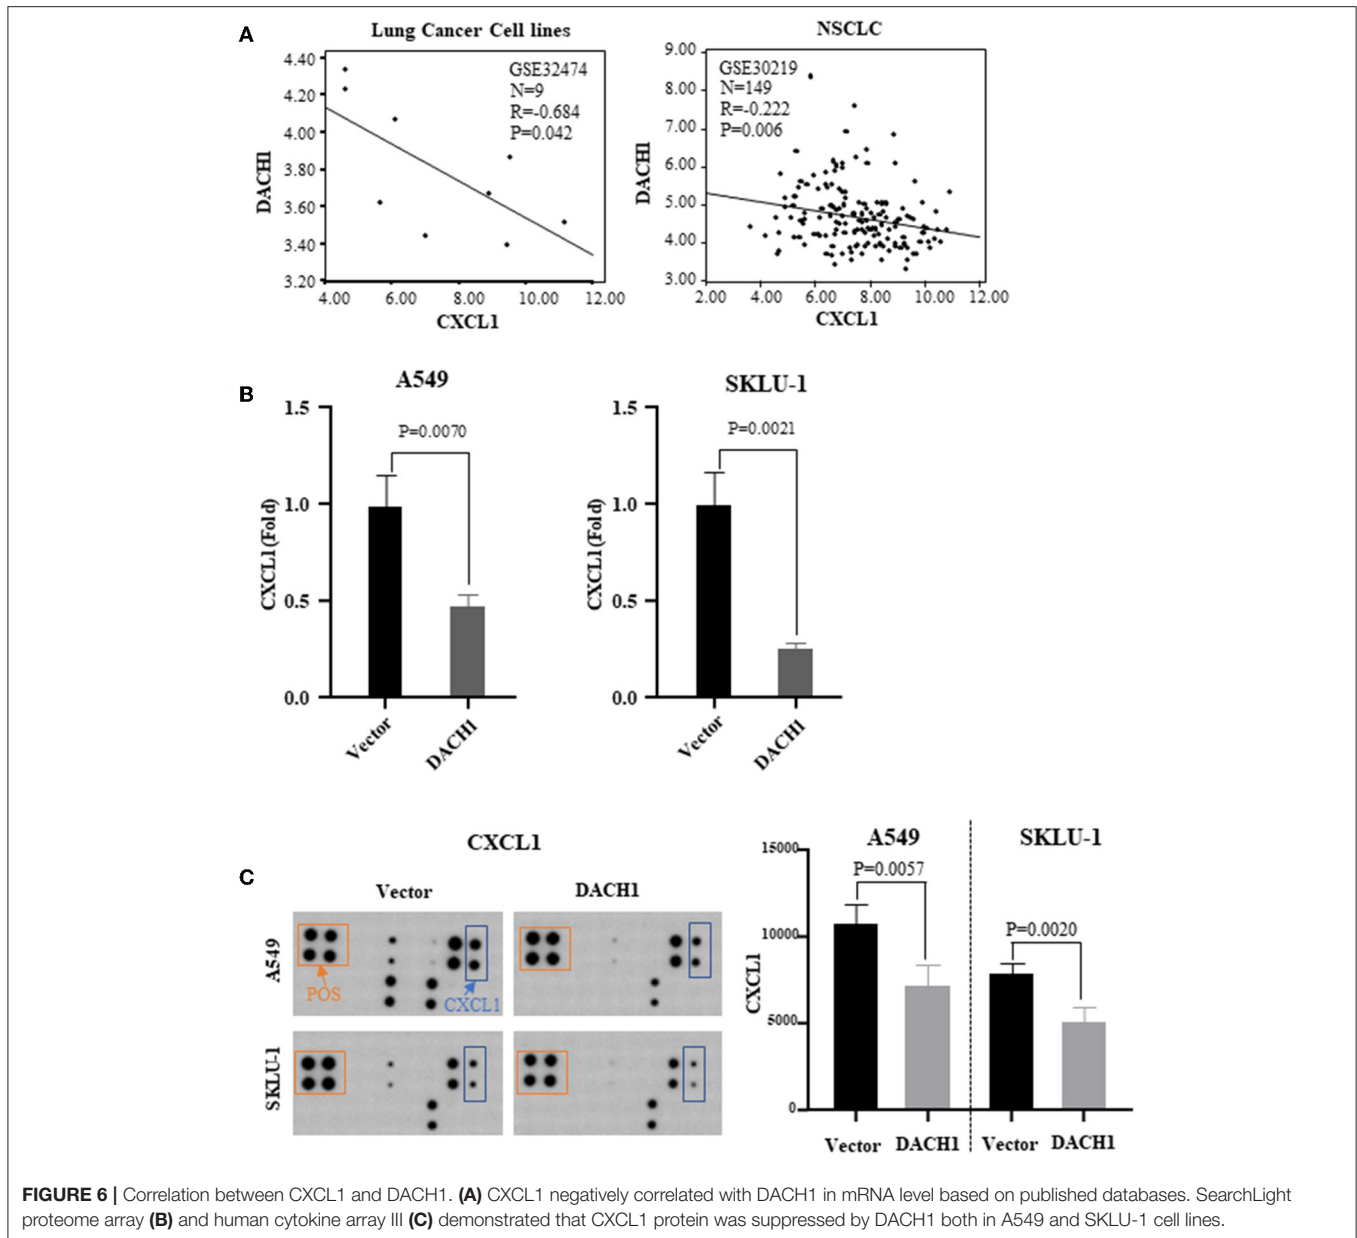 A
Lung Cancer Cell lines
GSE32474
N=9
R=-0.684
P=0.042
4.40
4.20
4.00
3.80
3.60
3.40
3.20
DACH1
4.00 6.00 8.00 10.00 12.00
CXCL1
NSCLC
GSE30219
N=149
R=-0.222
P=0.006
9.00
8.00
7.00
6.00
5.00
4.00
3.00
DACH1
2.00 4.00 6.00 8.00 10.00 12.00
CXCL1
B
A549
P=0.0070
1.5
1.0
0.5
0.0
CXCL1(Fold)
Vector DACH1
SKLU-1
P=0.0021
1.5
1.0
0.5
0.0
CXCL1(Fold)
Vector DACH1
C
CXCL1
Vector DACH1
A549
POS
CXCL1
SKLU-1
A549 SKLU-1
P=0.0057
P=0.0020
15000
10000
5000
0
CXCL1
Vector DACH1 Vector DACH1
FIGURE 6 | Correlation between CXCL1 and DACH1. (A) CXCL1 negatively correlated with DACH1 in mRNA level based on published databases. SearchLight
proteome array (B) and human cytokine array III (C) demonstrated that CXCL1 protein was suppressed by DACH1 both in A549 and SKLU-1 cell lines.